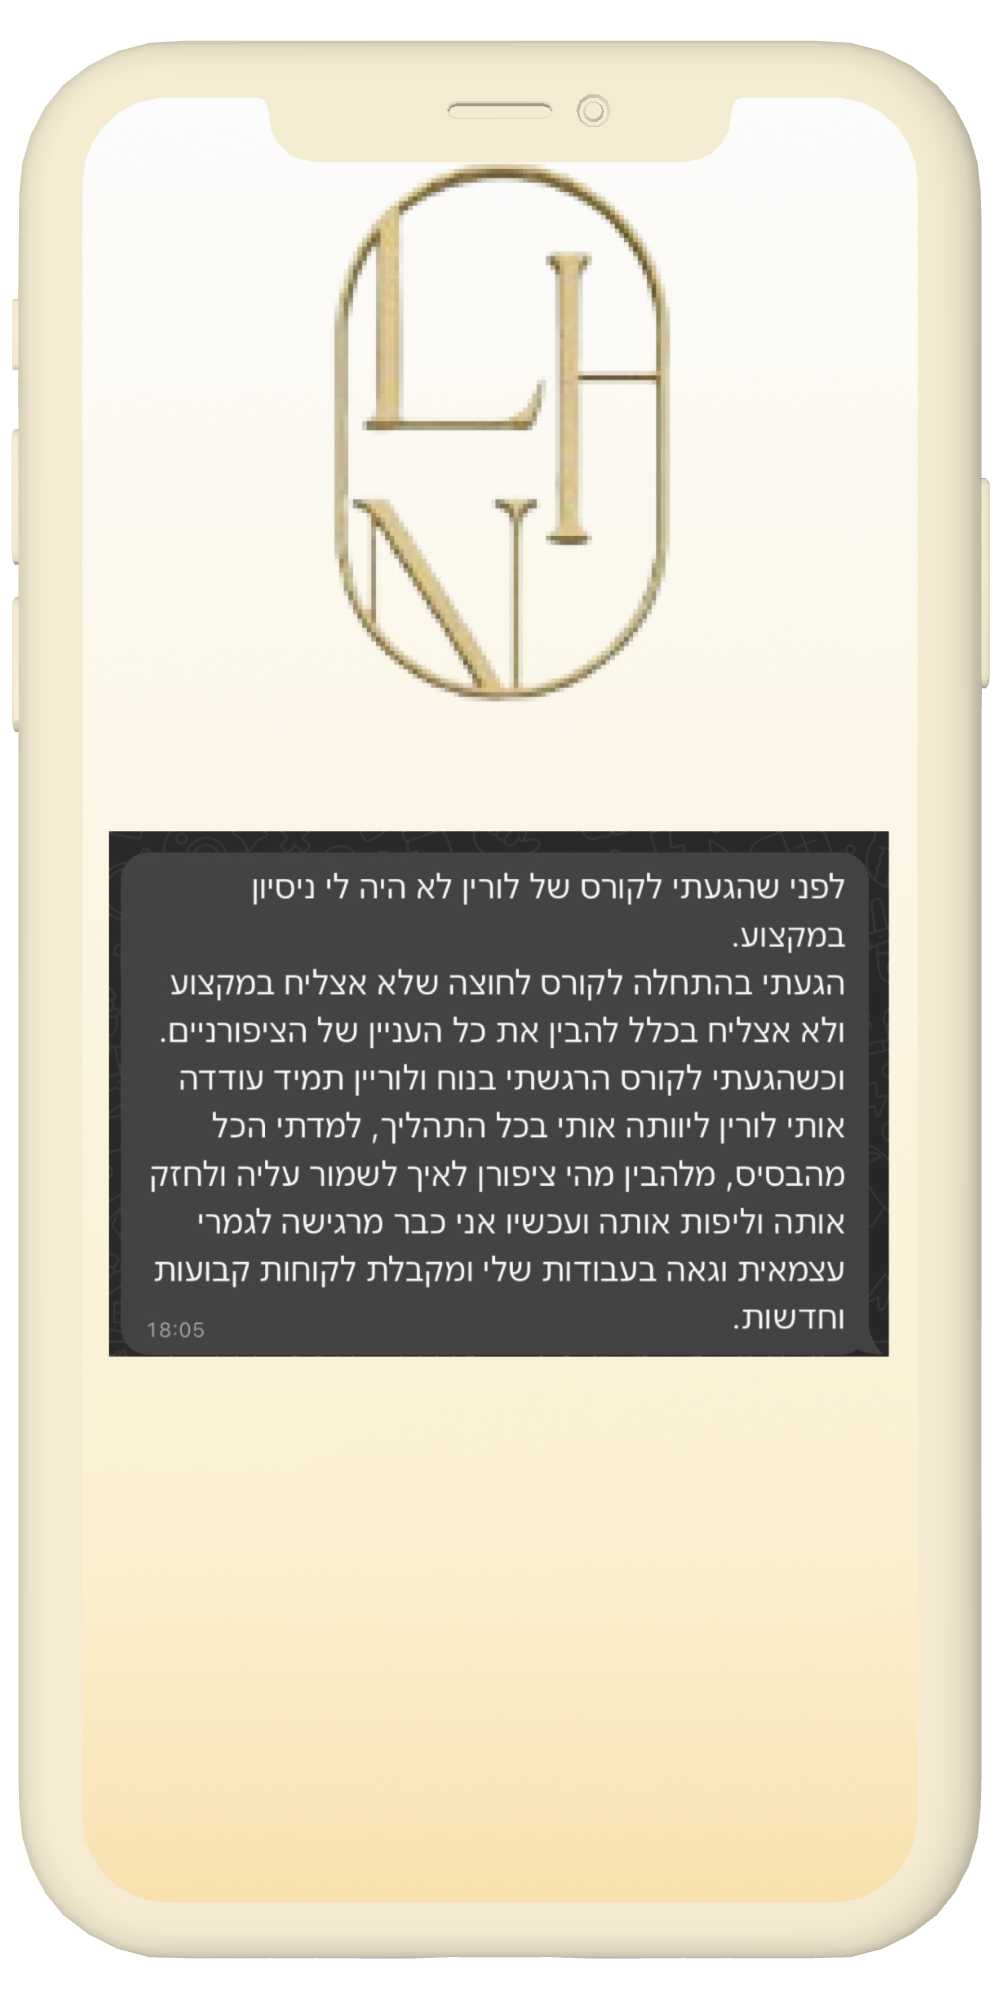 L H
N
לפני שהגעתי לקורס של לורין לא היה לי ניסיון
במקצוע.
הגעתי בהתחלה לקורס לחוצה שלא אצליח במקצוע
ולא אצליח בכלל להבין את כל העניין של הציפורניים.
וכשהגעתי לקורס הרגשתי בנוח ולוריין תמיד עודדה
אותי לורין ליוותה אותי בכל התהליך, למדתי הכל
מהבסיס, מלהבין מהי ציפורן לאיך לשמור עליה ולחזק
אותה וליפות אותה ועכשיו אני כבר מרגישה לגמרי
עצמאית וגאה בעבודות שלי ומקבלת לקוחות קבועות
וחדשות.
18:05